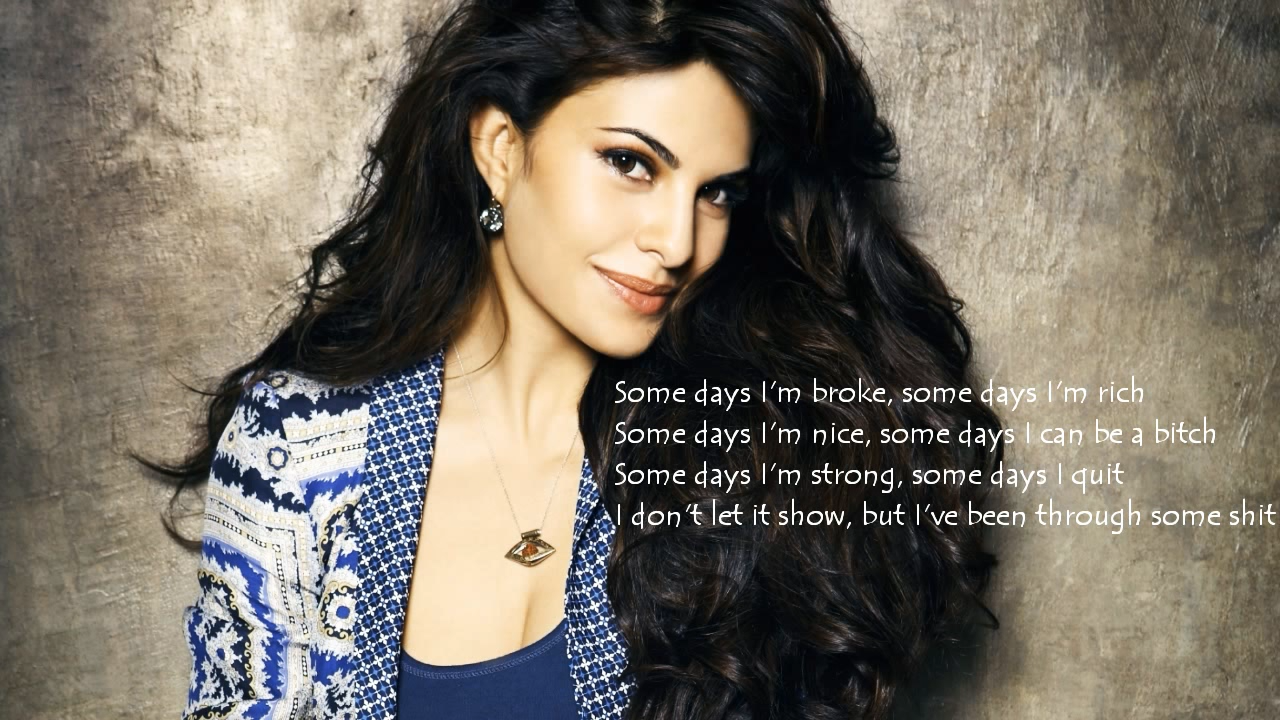 Some days I'm broke, some days I'm rich
Some days I'm nice, some days I can be a bitch
Some days I'm strong, some days I quit
I don't let it show, but I've been through some shit